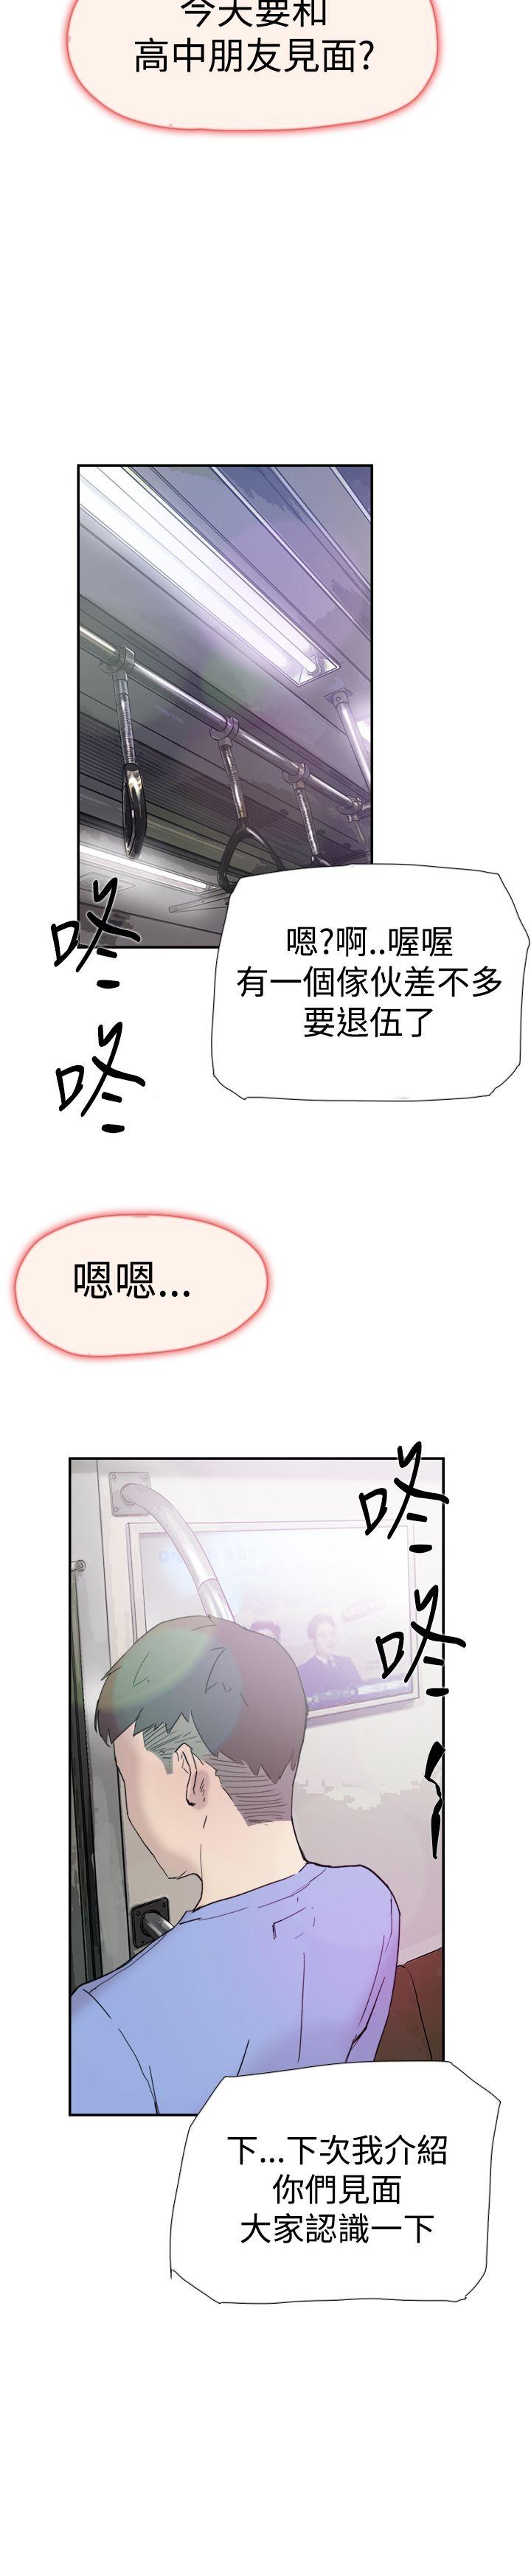 今天要和
高中朋友見面?
嗯?啊..喔喔
有一個傢伙差不多
要退伍了
咚
咚
嗯嗯...
咚
咚
下...下次我介紹
你們見面
大家認識一下